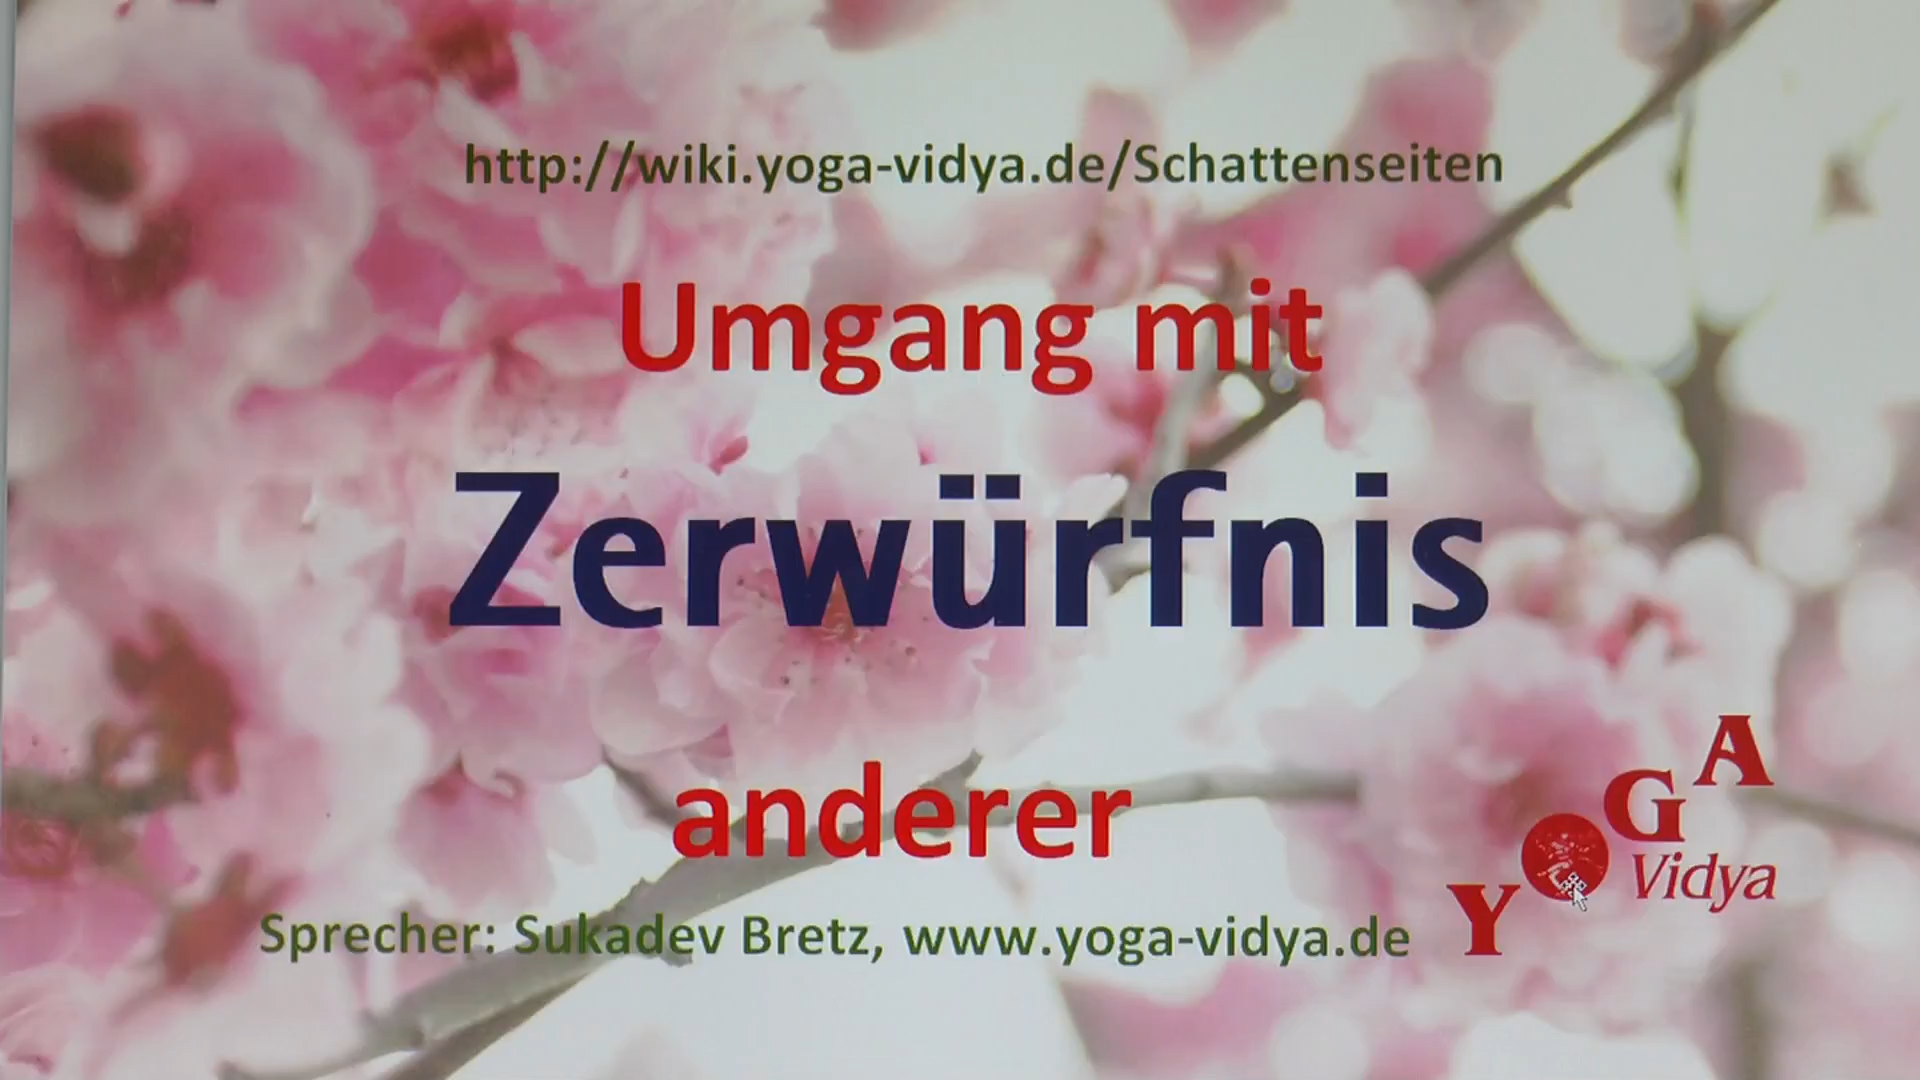 http://wiki.yoga-vidya.de/Schattenseiten
Umgang mit
Zerwürfnis
anderer
YOGA
Vidya
Sprecher: Sukadev Bretz, www.yoga-vidya.de